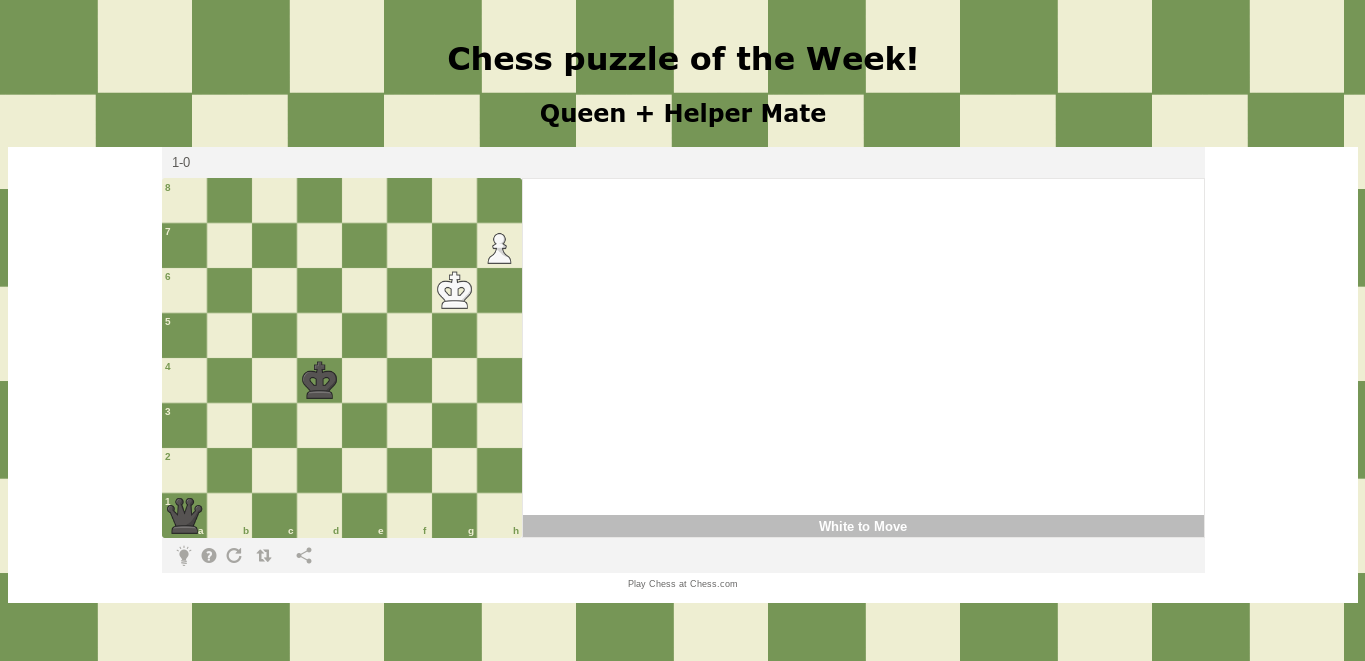 Chess puzzle of the Week!
Queen + Helper Mate
1-0
8
7
6
5
4
3
2
1
a b c d e f g h
White to Move
?
Play Chess at Chess.com